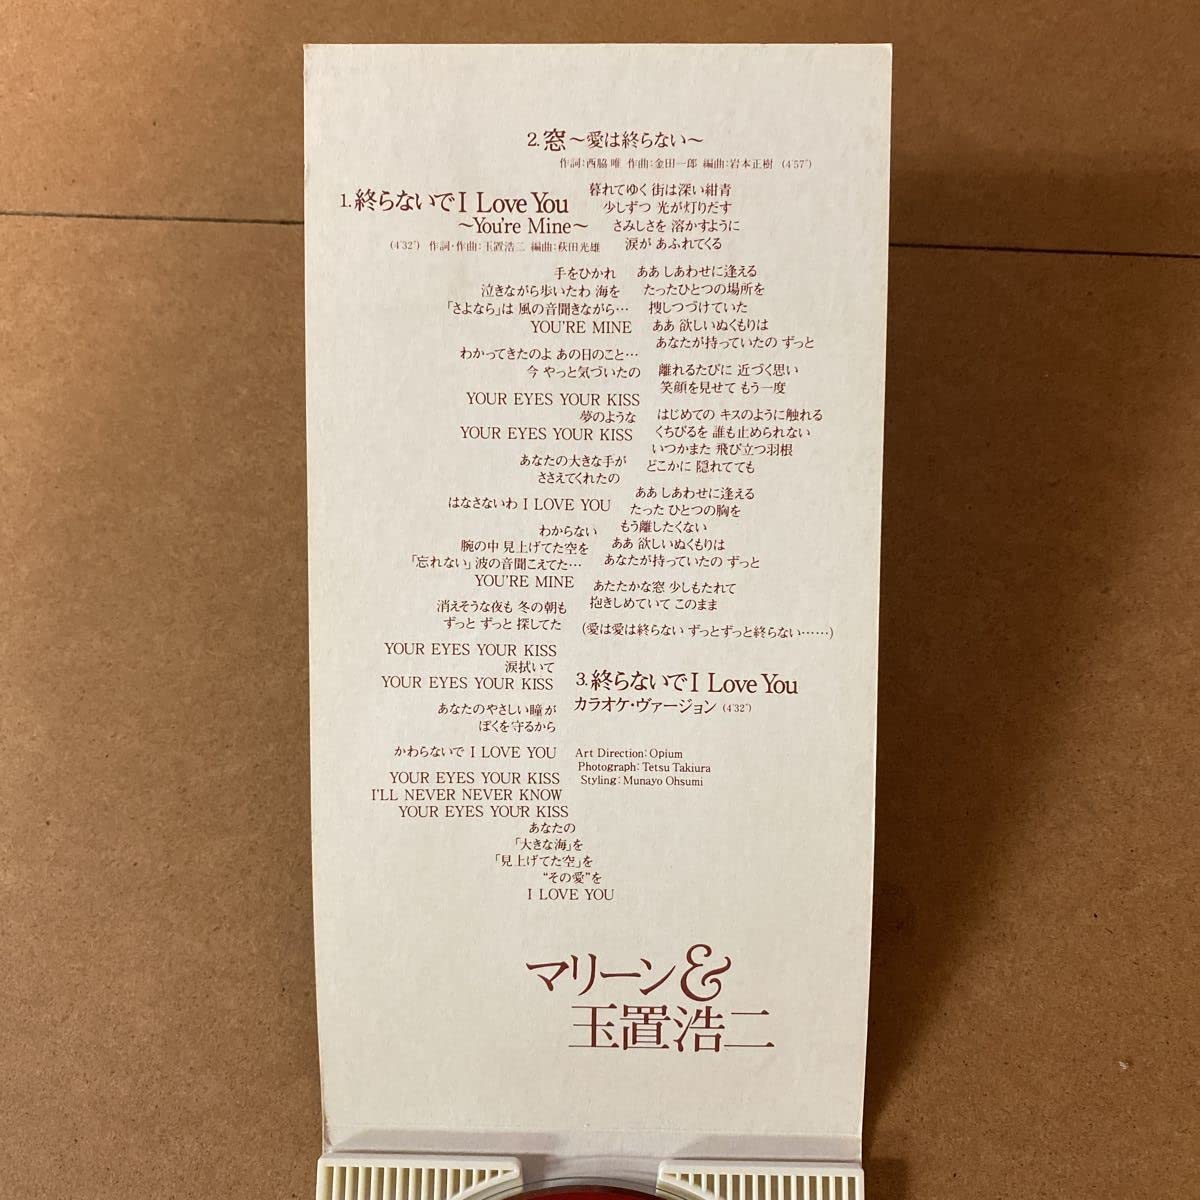 1.終らないでI Love You
～You're Mine～
(4'32") 作詞・作曲:玉置浩二 編曲:萩田光雄
手をひかれ
泣きながら歩いたわ 海を
「さよなら」は 風の音聞きながら…
YOU'RE MINE
わかってきたのよ あの日のこと…
今 やっと気づいたの
YOUR EYES YOUR KISS
夢のような
YOUR EYES YOUR KISS
あなたの大きな手が
ささえてくれたの
はなさないわ I LOVE YOU
わからない
腕の中 見上げてた空を
「忘れない」波の音聞こえてた…
YOU'RE MINE
消えそうな夜も 冬の朝も
ずっと ずっと 探してた
YOUR EYES YOUR KISS
涙拭いて
YOUR EYES YOUR KISS
あなたのやさしい瞳が
ぼくを守るから
かわらないで I LOVE YOU
YOUR EYES YOUR KISS
I'LL NEVER NEVER KNOW
YOUR EYES YOUR KISS
あなたの
「大きな海」を
「見上げてた空」を
“その愛”を
I LOVE YOU
2.窓～愛は終らない～
作詞:西脇 唯 作曲:金田一郎 編曲:岩本正樹 (4'57")
暮れてゆく 街は深い紺青
少しずつ 光が灯りだす
さみしさを 溶かすように
涙が あふれてくる
ああ しあわせに逢える
たったひとつの場所を
捜しつづけていた
ああ 欲しいぬくもりは
あなたが持っていたの ずっと
離れるたびに 近づく思い
笑顔を見せて もう一度
はじめての キスのように触れる
くちびるを 誰も止められない
いつかまた 飛び立つ羽根
どこかに 隠れてても
ああ しあわせに逢える
たった ひとつの胸を
もう離したくない
ああ 欲しいぬくもりは
あなたが持っていたの ずっと
あたたかな窓 少しもたれて
抱きしめていて このまま
(愛は愛は終らない ずっとずっと終らない……)
3.終らないでI Love You
カラオケ・ヴァージョン (4'32")
Art Direction:Opium
Photograph:Tetsu Takiura
Styling:Munayo Ohsumi
マリーン&
玉置浩二